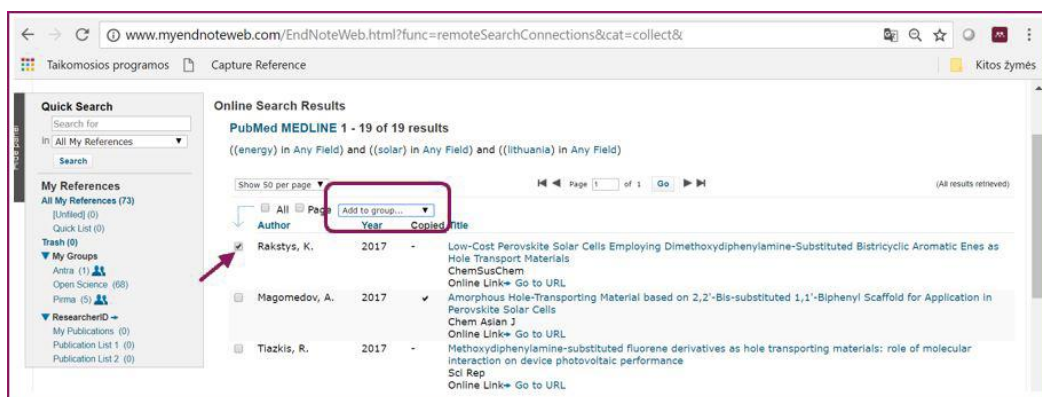 www.myendnoteweb.com/EndNoteWeb.html?func=remoteSearchConnections&cat=collect&
Taikomosios programos
Capture Reference
Kitos žymės
Quick Search
Search for
in All My References
Search
My References
All My References (73)
[Unfiled] (0)
Quick List (0)
Trash (0)
My Groups
Antra (1)
Open Science (68)
Pirma (5)
ResearcherID
My Publications (0)
Publication List 1 (0)
Publication List 2 (0)
Online Search Results
PubMed MEDLINE 1 - 19 of 19 results
((energy) in Any Field) and ((solar) in Any Field) and ((lithuania) in Any Field)
Show 50 per page
Page 1 of 1 Go
(All results retrieved)
All Page Add to group...
Author Year Copied Title
Rakstys, K. 2017 - Low-Cost Perovskite Solar Cells Employing Dimethoxydiphenylamine-Substituted Bistricyclic Aromatic Enes as
Hole Transport Materials
ChemSusChem
Online Link Go to URL
Magomedov, A. 2017 ✔ Amorphous Hole-Transporting Material based on 2,2'-Bis-substituted 1,1'-Biphenyl Scaffold for Application in
Perovskite Solar Cells
Chem Asian J
Online Link Go to URL
Tiazkis, R. 2017 - Methoxydiphenylamine-substituted fluorene derivatives as hole transporting materials: role of molecular
interaction on device photovoltaic performance
Sci Rep
Online Link Go to URL